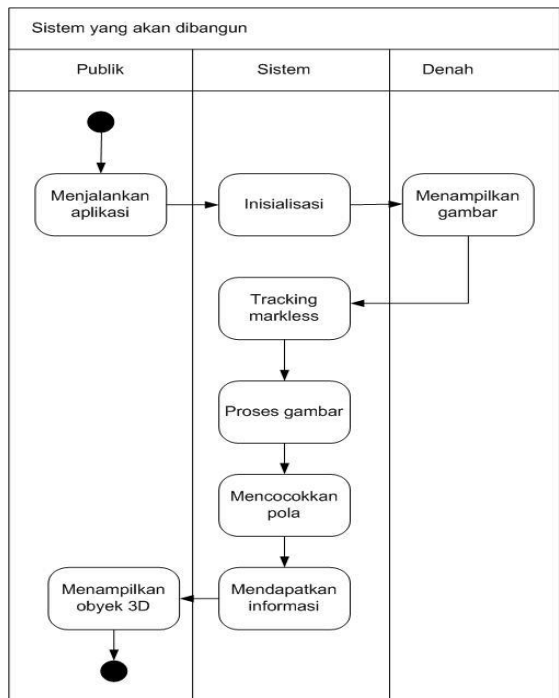 Sistem yang akan dibangun
Publik
Sistem
Denah
Menjalankan
aplikasi
Inisialisasi
Menampilkan
gambar
Tracking
markless
Proses gambar
Mencocokkan
pola
Mendapatkan
informasi
Menampilkan
obyek 3D